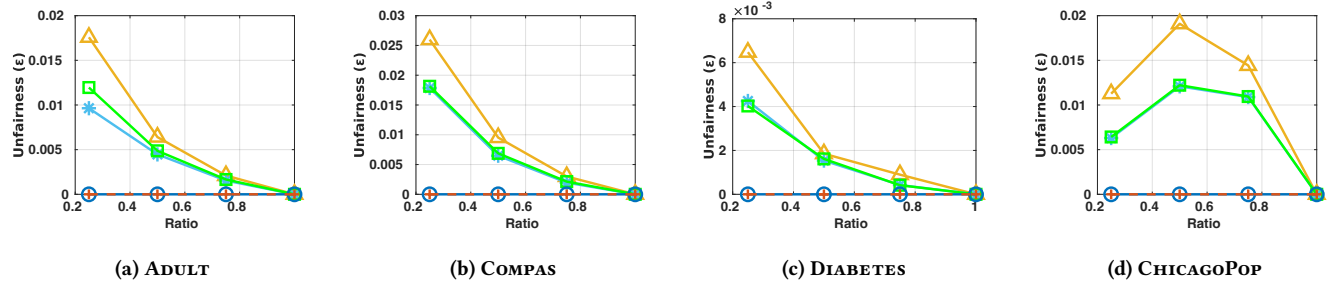 Unfairness (ε)
0.02
0.015
0.01
0.005
0
0.2
0.4
0.6
0.8
Ratio
(a) ADULT
Unfairness (ε)
0.03
0.025
0.02
0.015
0.01
0.005
0
0.2
0.4
0.6
0.8
Ratio
(b) COMPAS
Unfairness (ε)
8 ×10 -3
6
4
2
0
0.2
0.4
0.6
0.8
1
Ratio
(c) DIABETES
Unfairness (ε)
0.02
0.015
0.01
0.005
0
0.2
0.4
0.6
0.8
Ratio
(d) CHICAGOPOP